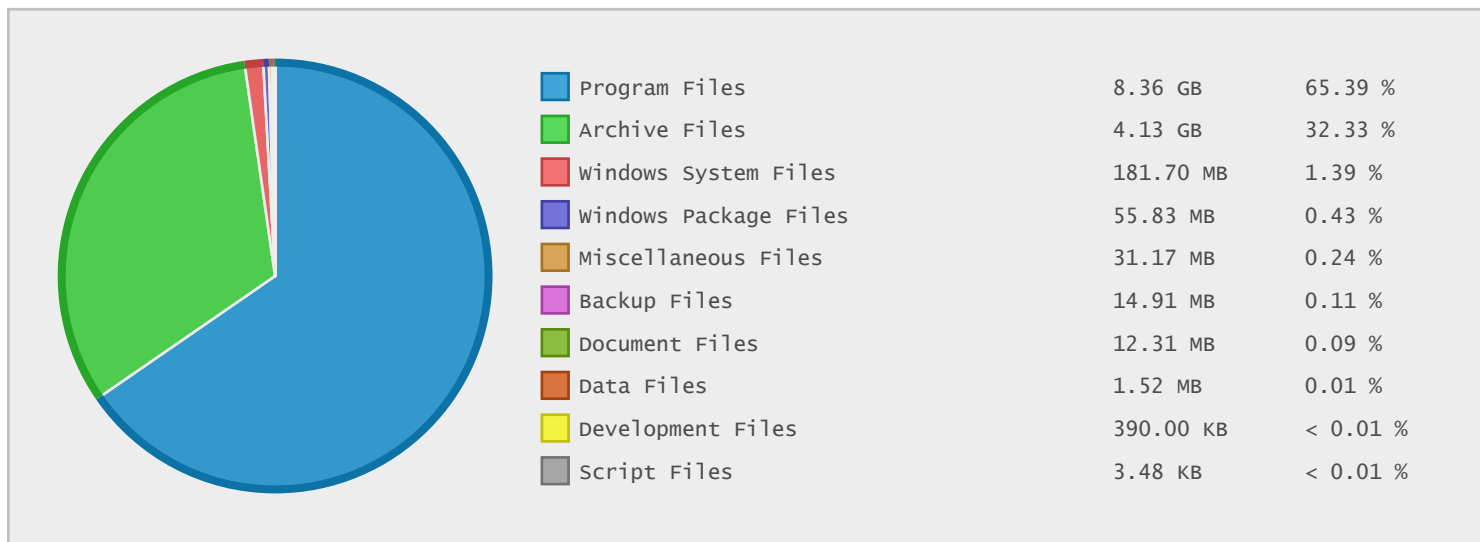 Program Files 8.36 GB 65.39 %
Archive Files 4.13 GB 32.33 %
Windows System Files 181.70 MB 1.39 %
Windows Package Files 55.83 MB 0.43 %
Miscellaneous Files 31.17 MB 0.24 %
Backup Files 14.91 MB 0.11 %
Document Files 12.31 MB 0.09 %
Data Files 1.52 MB 0.01 %
Development Files 390.00 KB < 0.01 %
Script Files 3.48 KB < 0.01 %